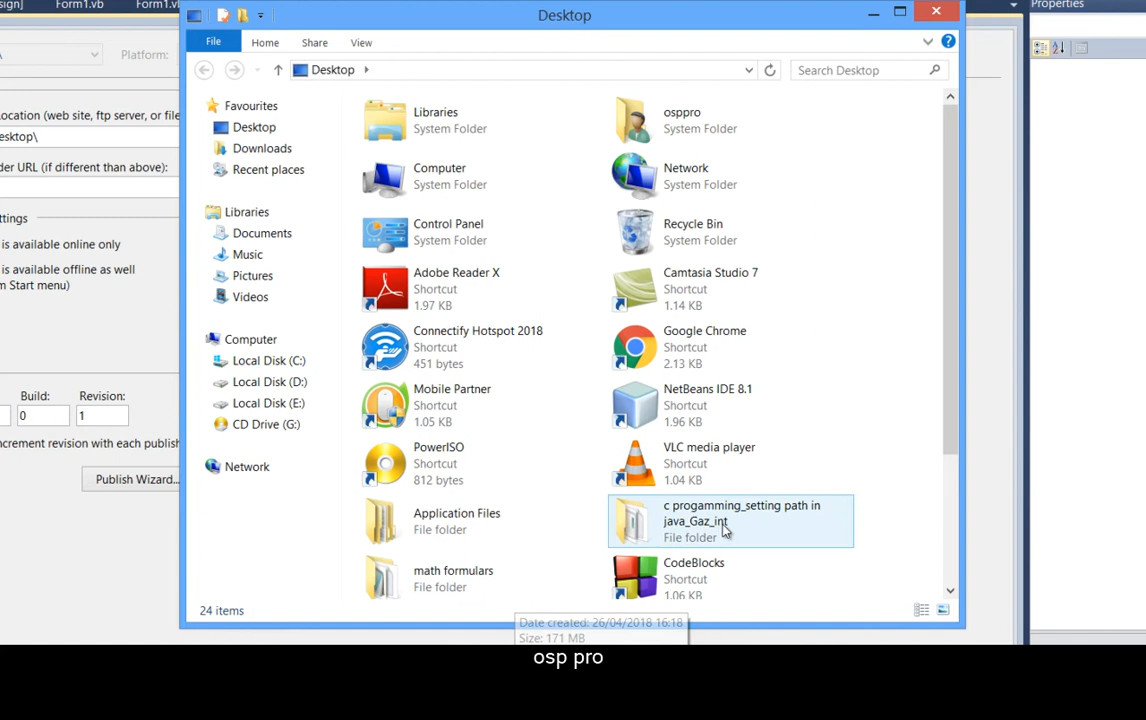 sign]
Form1.vb
Form1.vb
Desktop
Properties
File
Home
Share
View
Platform:
Desktop
Search Desktop
Favourites
Desktop
Downloads
Recent places
Libraries
Documents
Music
Pictures
Videos
Computer
Local Disk (C:)
Local Disk (D:)
Local Disk (E:)
CD Drive (G:)
Network
Libraries
System Folder
osppro
System Folder
Computer
System Folder
Network
System Folder
Control Panel
System Folder
Recycle Bin
System Folder
Adobe Reader X
Shortcut
1.97 KB
Camtasia Studio 7
Shortcut
1.14 KB
Connectify Hotspot 2018
Shortcut
451 bytes
Google Chrome
Shortcut
2.13 KB
Mobile Partner
Shortcut
1.05 KB
NetBeans IDE 8.1
Shortcut
1.96 KB
PowerISO
Shortcut
812 bytes
VLC media player
Shortcut
1.04 KB
Application Files
File folder
c progamming_setting path in
java_Gaz_int
File folder
math formulars
File folder
CodeBlocks
Shortcut
1.06 KB
24 items
Date created: 26/04/2018 16:18
Size: 171 MB
ocation (web site, ftp server, or file
esktop\
der URL (if different than above):
ttings
is available online only
is available offline as well
m Start menu)
Build:
Revision:
0
1
ncrement revision with each publish
Publish Wizard...
osp pro